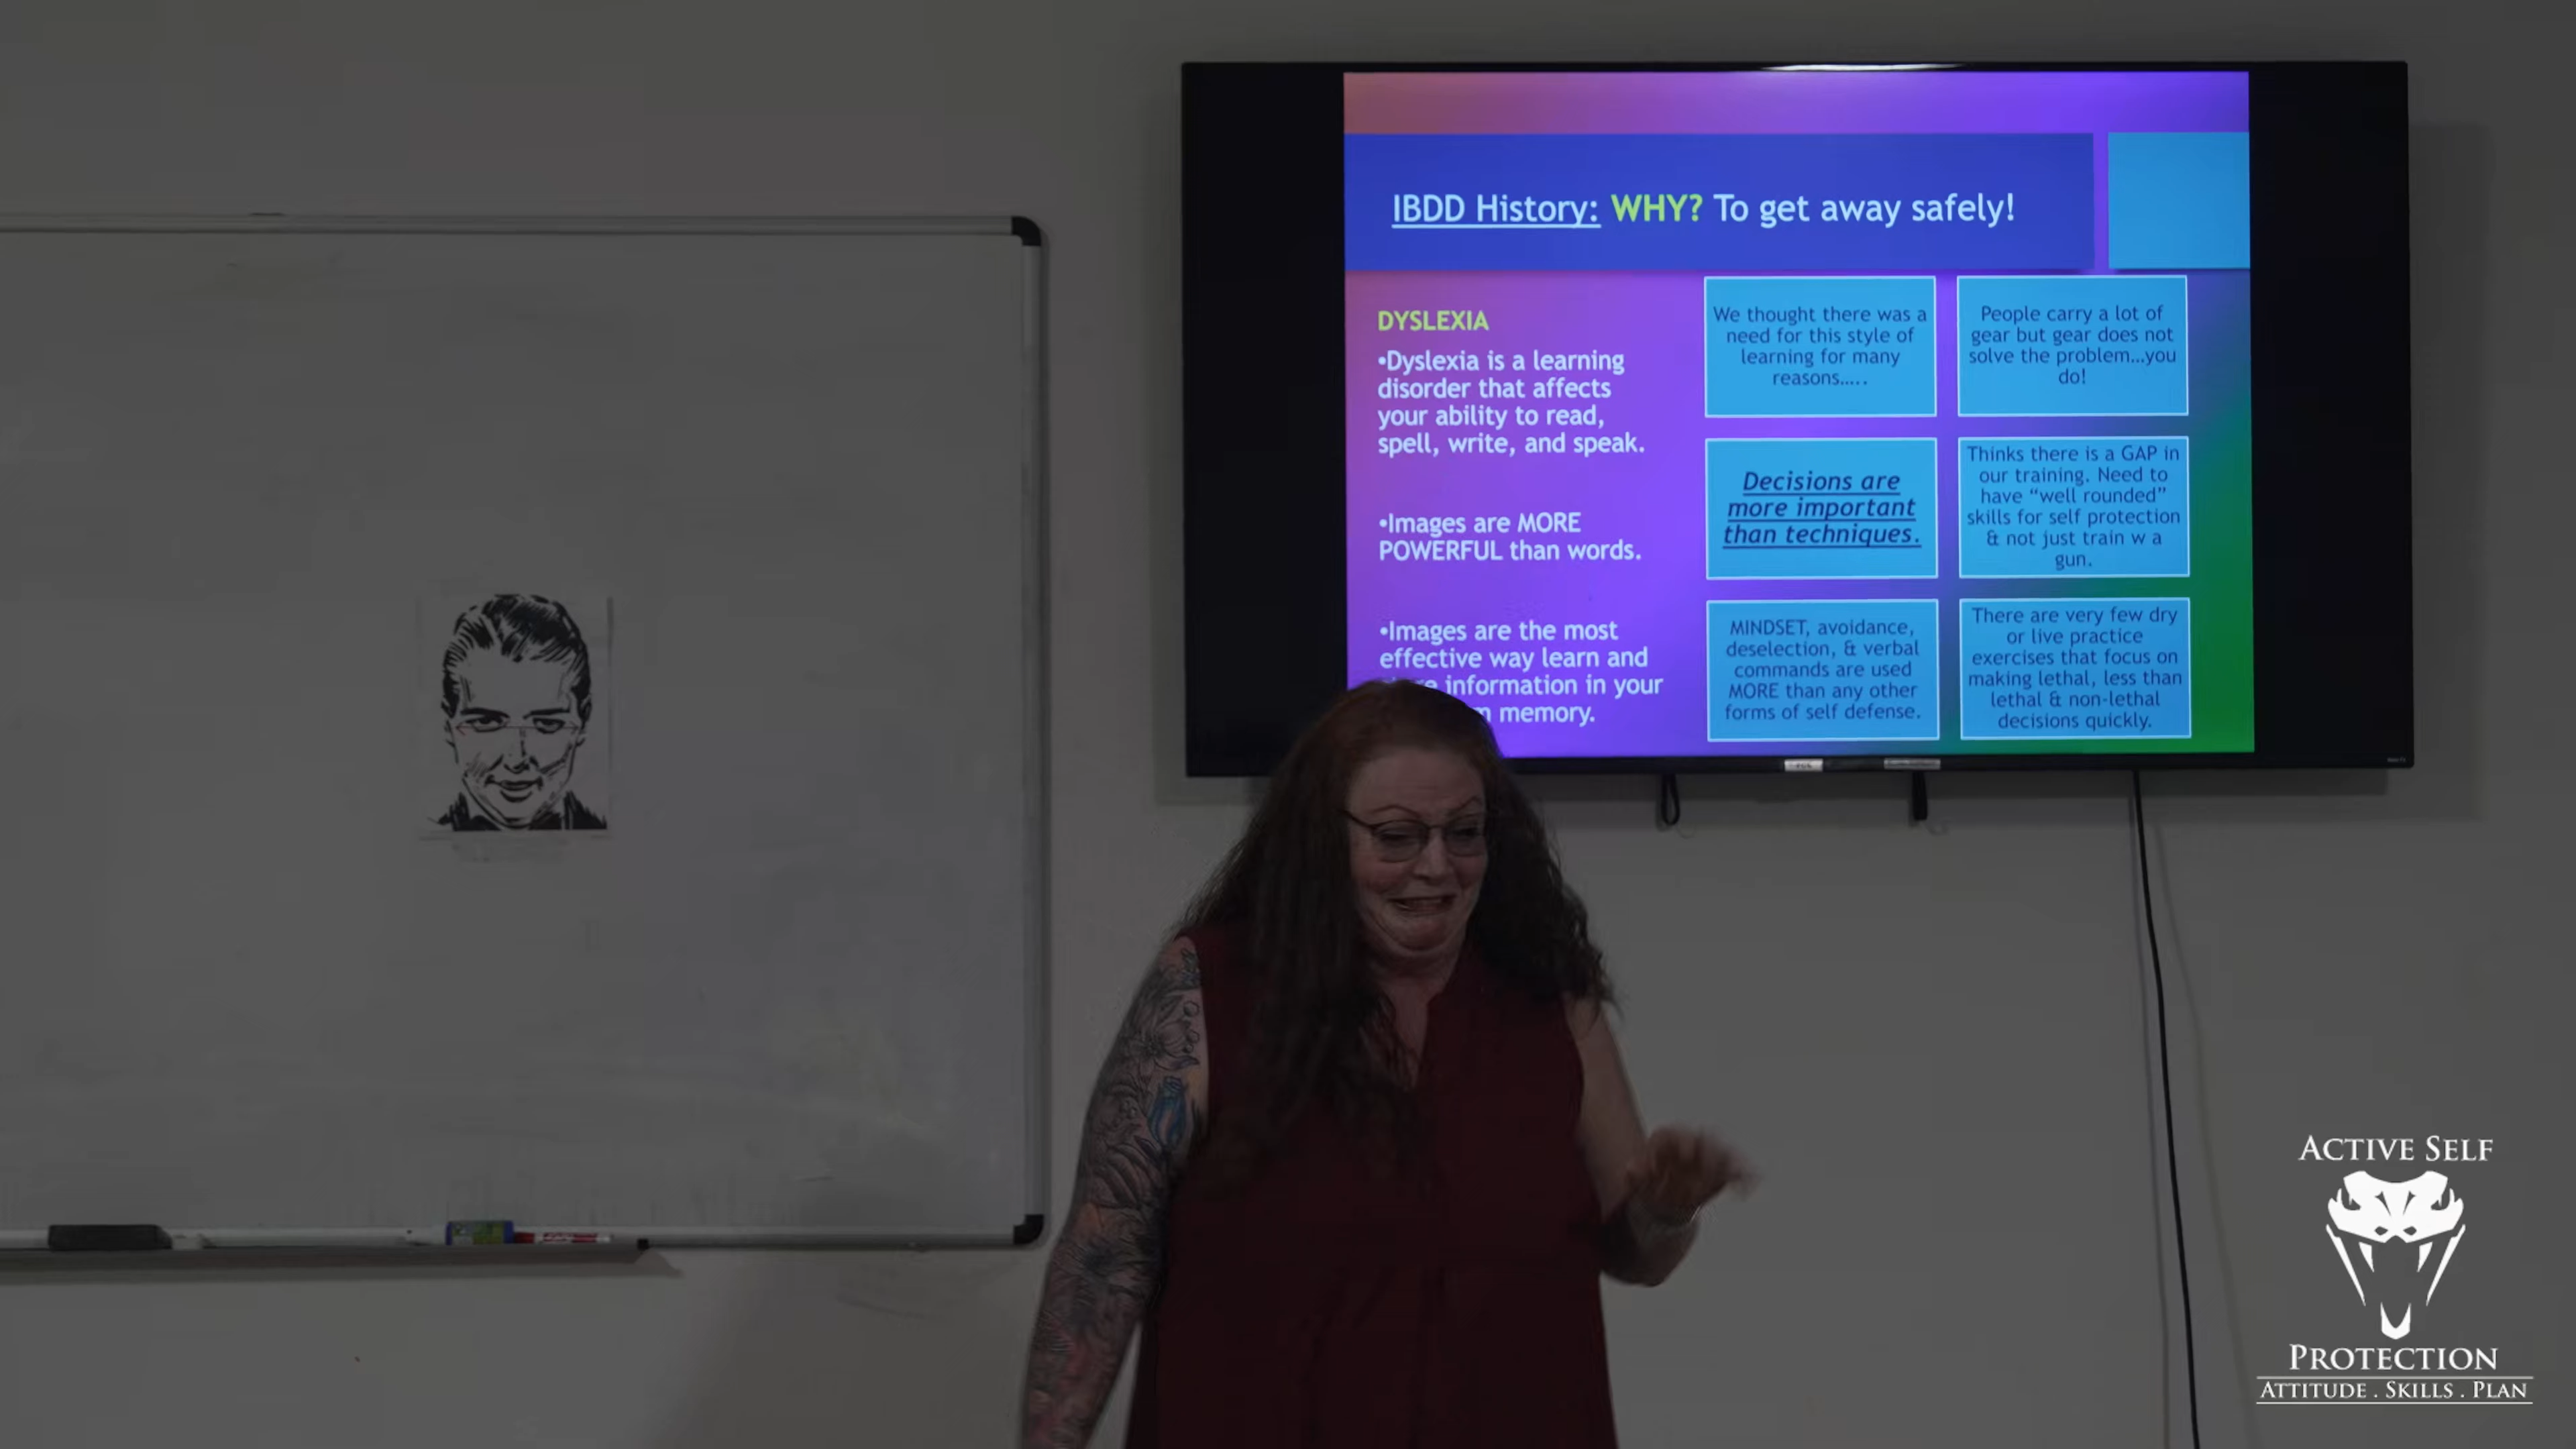 IBDD History: WHY? To get away safely!
DYSLEXIA
•Dyslexia is a learning
disorder that affects
your ability to read,
spell, write, and speak.
•Images are MORE
POWERFUL than words.
•Images are the most
effective way learn and
information in your
memory.
We thought there was a
need for this style of
learning for many
reasons.....
People carry a lot of
gear but gear does not
solve the problem...you
do!
Decisions are
more important
than techniques.
Thinks there is a GAP in
our training. Need to
have “well rounded”
skills for self protection
& not just train w a
gun.
MINDSET, avoidance,
deselection, & verbal
commands are used
MORE than any other
forms of self defense.
There are very few dry
or live practice
exercises that focus on
making lethal, less than
lethal & non-lethal
decisions quickly.
ACTIVE SELF
PROTECTION
ATTITUDE . SKILLS . PLAN